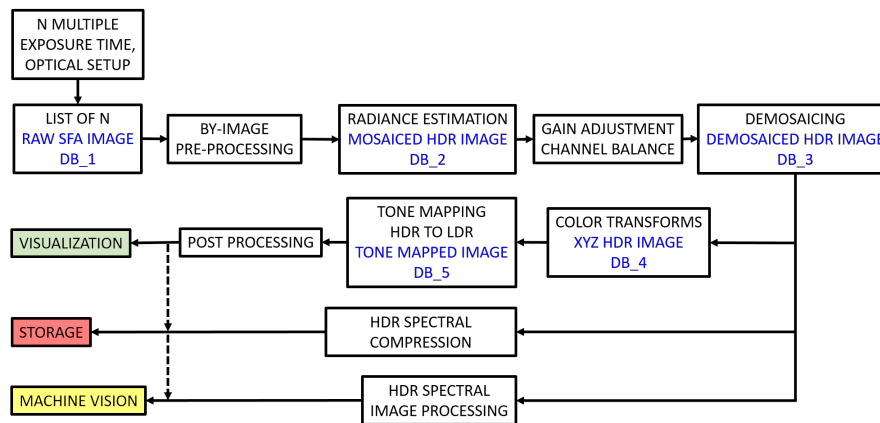 N MULTIPLE
EXPOSURE TIME,
OPTICAL SETUP
LIST OF N
RAW SFA IMAGE
DB_1
BY-IMAGE
PRE-PROCESSING
RADIANCE ESTIMATION
MOSAICED HDR IMAGE
DB_2
GAIN ADJUSTMENT
CHANNEL BALANCE
DEMOSAICING
DEMOSAICED HDR IMAGE
DB_3
VISUALIZATION
POST PROCESSING
TONE MAPPING
HDR TO LDR
TONE MAPPED IMAGE
DB_5
COLOR TRANSFORMS
XYZ HDR IMAGE
DB_4
STORAGE
HDR SPECTRAL
COMPRESSION
MACHINE VISION
HDR SPECTRAL
IMAGE PROCESSING